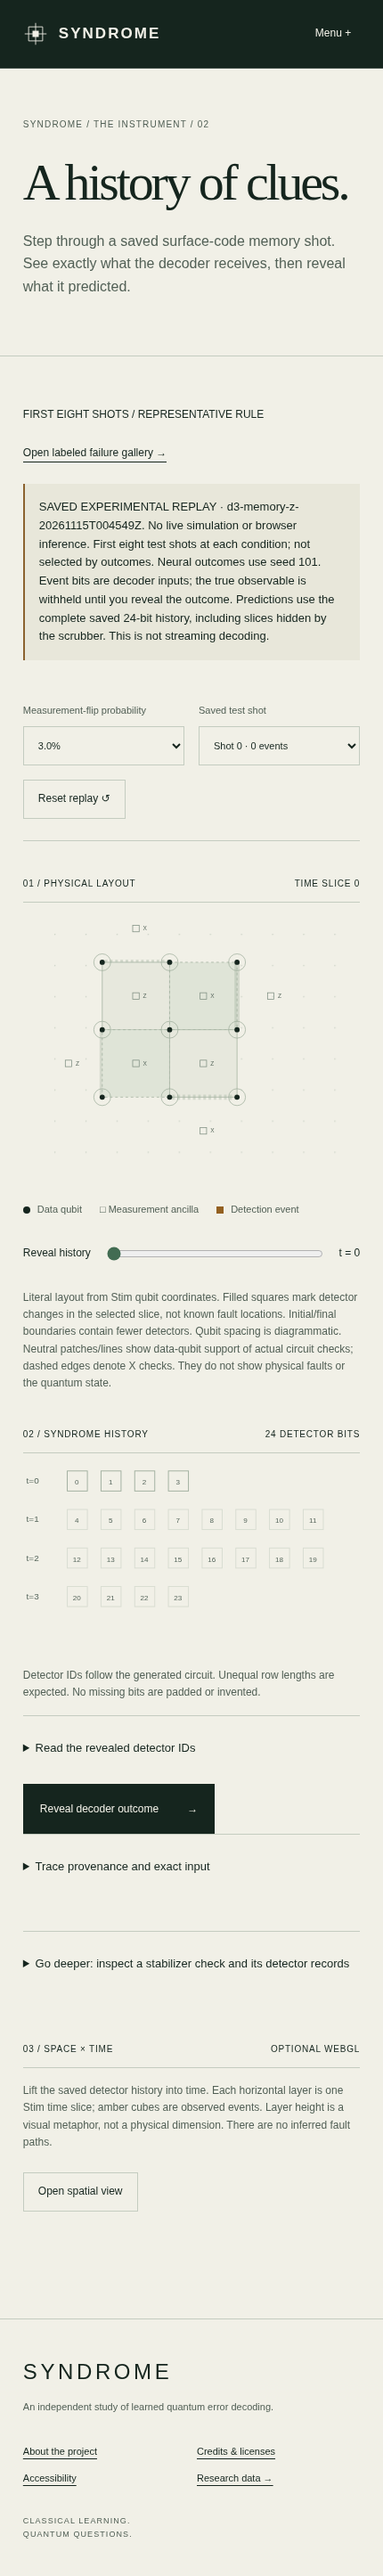 SYNDROME
Menu +
SYNDROME / THE INSTRUMENT / 02
A history of clues.
Step through a saved surface-code memory shot.
See exactly what the decoder receives, then reveal
what it predicted.
FIRST EIGHT SHOTS / REPRESENTATIVE RULE
Open labeled failure gallery →
SAVED EXPERIMENTAL REPLAY · d3-memory-z-
20261115T004549Z. No live simulation or browser
inference. First eight test shots at each condition; not
selected by outcomes. Neural outcomes use seed 101.
Event bits are decoder inputs; the true observable is
withheld until you reveal the outcome. Predictions use the
complete saved 24-bit history, including slices hidden by
the scrubber. This is not streaming decoding.
Measurement-flip probability
Saved test shot
3.0%
Shot 0 · 0 events
Reset replay ↺
01 / PHYSICAL LAYOUT
TIME SLICE 0
X
Z
X
Z
Z
X
Z
X
Data qubit
□ Measurement ancilla
Detection event
Reveal history
t = 0
Literal layout from Stim qubit coordinates. Filled squares mark detector
changes in the selected slice, not known fault locations. Initial/final
boundaries contain fewer detectors. Qubit spacing is diagrammatic.
Neutral patches/lines show data-qubit support of actual circuit checks;
dashed edges denote X checks. They do not show physical faults or
the quantum state.
02 / SYNDROME HISTORY
24 DETECTOR BITS
t=0 0 1 2 3
t=1 4 5 6 7 8 9 10 11
t=2 12 13 14 15 16 17 18 19
t=3 20 21 22 23
Detector IDs follow the generated circuit. Unequal row lengths are
expected. No missing bits are padded or invented.
▶ Read the revealed detector IDs
Reveal decoder outcome →
▶ Trace provenance and exact input
▶ Go deeper: inspect a stabilizer check and its detector records
03 / SPACE × TIME
OPTIONAL WEBGL
Lift the saved detector history into time. Each horizontal layer is one
Stim time slice; amber cubes are observed events. Layer height is a
visual metaphor, not a physical dimension. There are no inferred fault
paths.
Open spatial view
SYNDROME
An independent study of learned quantum error decoding.
About the project
Credits & licenses
Accessibility
Research data →
CLASSICAL LEARNING.
QUANTUM QUESTIONS.